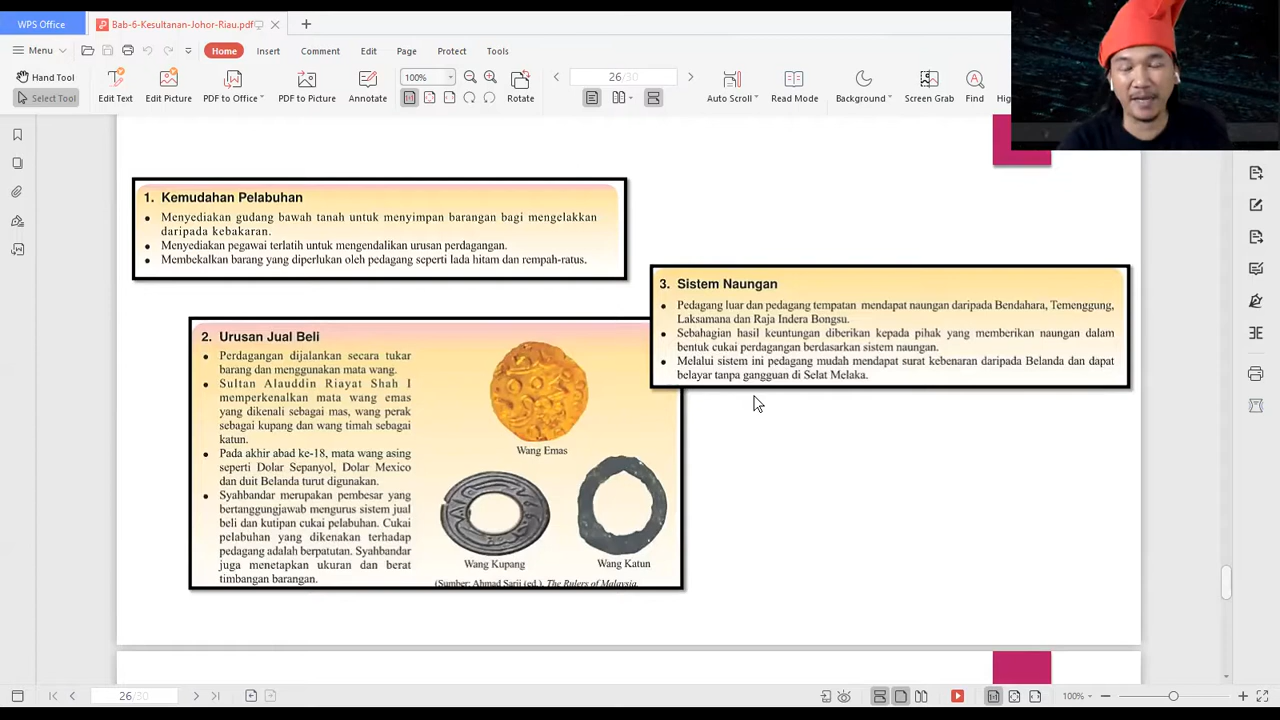 WPS Office
Bab-6-Kesultanan-Johor-Riau.pdf
Menu
Home
Insert
Comment
Edit
Page
Protect
Tools
Hand Tool
Select Tool
Edit Text
Edit Picture
PDF to Office
PDF to Picture
Annotate
100%
Rotate
26/30
Auto Scroll
Read Mode
Background
Screen Grab
Find
1. Kemudahan Pelabuhan
• Menyediakan gudang bawah tanah untuk menyimpan barangan bagi mengelakkan
daripada kebakaran.
• Menyediakan pegawai terlatih untuk mengendalikan urusan perdagangan.
• Membekalkan barang yang diperlukan oleh pedagang seperti lada hitam dan rempah-ratus.
2. Urusan Jual Beli
• Perdagangan dijalankan secara tukar
barang dan menggunakan mata wang.
• Sultan Alauddin Riayat Shah I
memperkenalkan mata wang emas
yang dikenali sebagai mas, wang perak
sebagai kupang dan wang timah sebagai
katun.
• Pada akhir abad ke-18, mata wang asing
seperti Dolar Sepanyol, Dolar Mexico
dan duit Belanda turut digunakan.
• Syahbandar merupakan pembesar yang
bertanggungjawab mengurus sistem jual
beli dan kutipan cukai pelabuhan. Cukai
pelabuhan yang dikenakan terhadap
pedagang adalah berpatutan. Syahbandar
juga menetapkan ukuran dan berat
timbangan barangan.
Wang Emas
Wang Kupang
Wang Katun
(Sumber: Ahmad Sarji (ed.), The Rulers of Malaysia,
3. Sistem Naungan
• Pedagang luar dan pedagang tempatan mendapat naungan daripada Bendahara, Temenggung,
Laksamana dan Raja Indera Bongsu.
• Sebahagian hasil keuntungan diberikan kepada pihak yang memberikan naungan dalam
bentuk cukai perdagangan berdasarkan sistem naungan.
• Melalui sistem ini pedagang mudah mendapat surat kebenaran daripada Belanda dan dapat
belayar tanpa gangguan di Selat Melaka.
26/30
100%